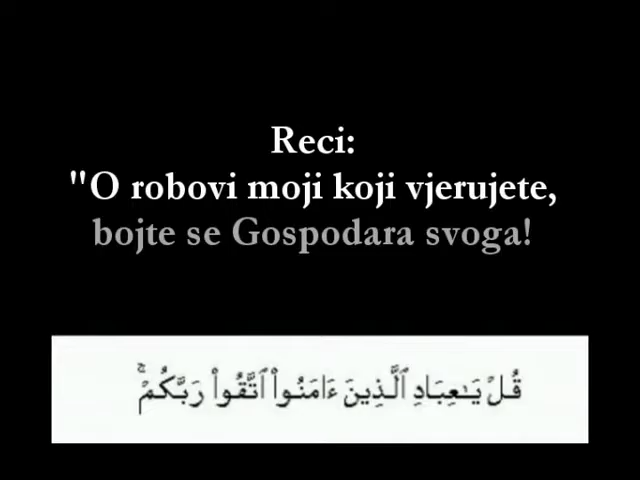 Reci:
"O robovi moji koji vjerujete,
bojte se Gospodara svoga!
قُلْ يَـٰعِبَادِ ٱلَّذِينَ ءَامَنُوا۟ ٱتَّقُوا۟ رَبَّكُمْ ۚ